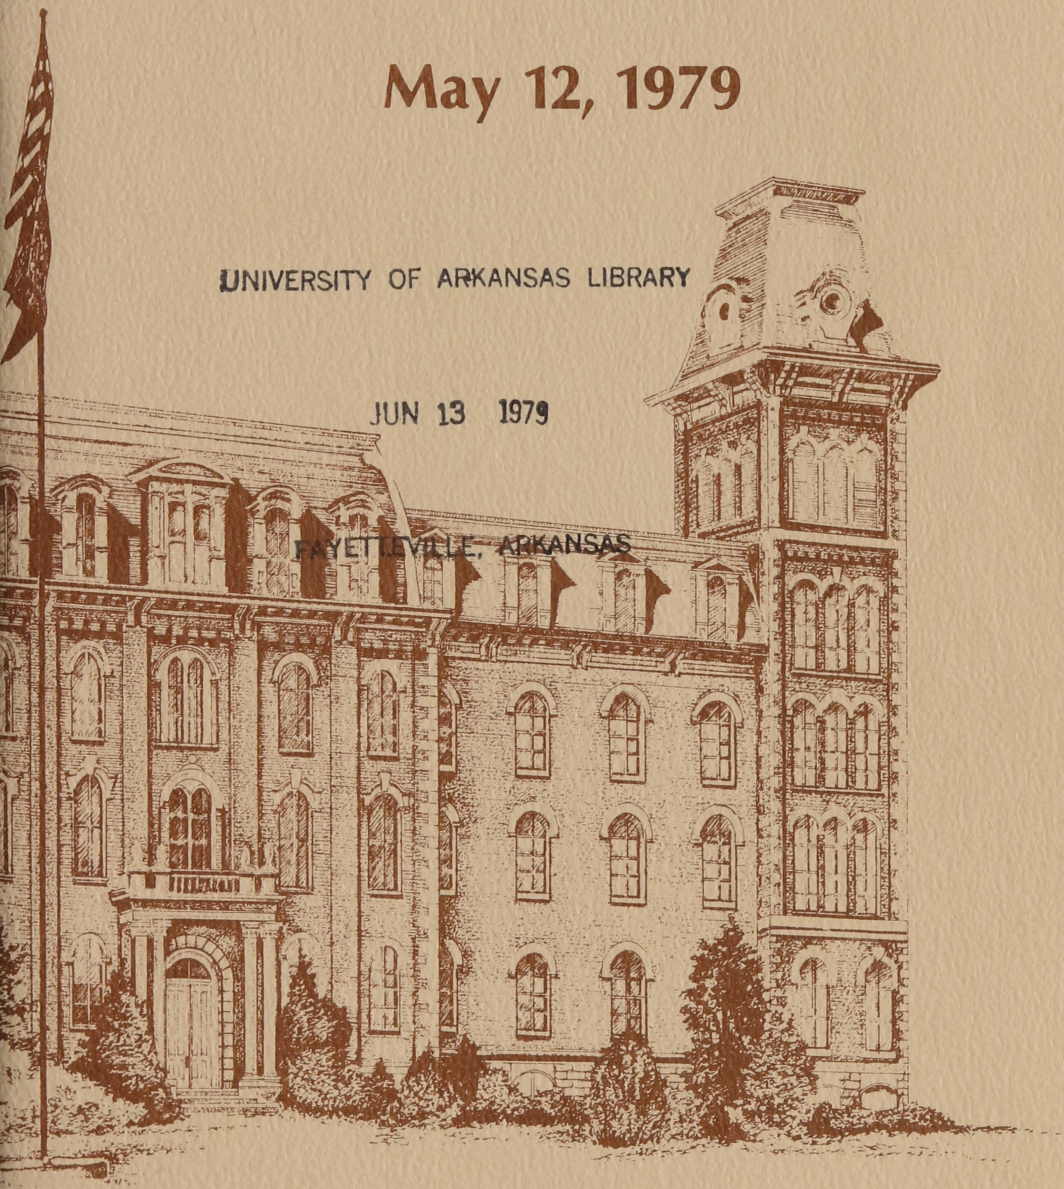 May 12, 1979
UNIVERSITY OF ARKANSAS LIBRARY
JUN 13 1979
FAYETTEVILLE, ARKANSAS